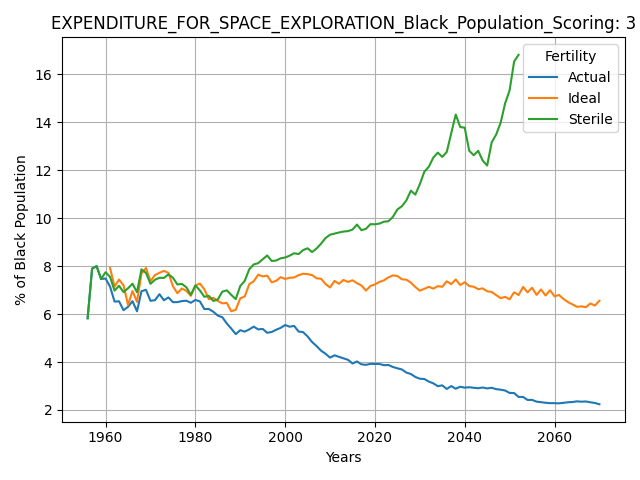 EXPENDITURE_FOR_SPACE_EXPLORATION_Black_Population_Scoring: 3
Fertility
Actual
Ideal
Sterile
% of Black Population
16
14
12
10
8
6
4
2
1960 1980 2000 2020 2040 2060
Years